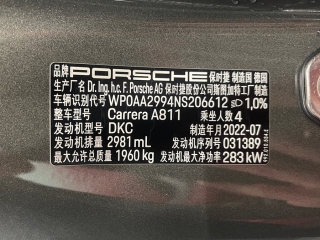 品牌 PORSCHE 保时捷 制造国 德国
生产厂名 Dr. Ing. h.c. F. Porsche AG 保时捷股份公司斯图加特工厂制造
车辆识别代号 WP0AA2994NS206612 1,0%
整车型号 Carrera A811 乘坐人数 4
发动机型号 DKC 制造年月 2022-07
发动机排量 2981 mL 发动机序号 031389
最大允许总质量 1960 kg 发动机最大净功率 283 kW